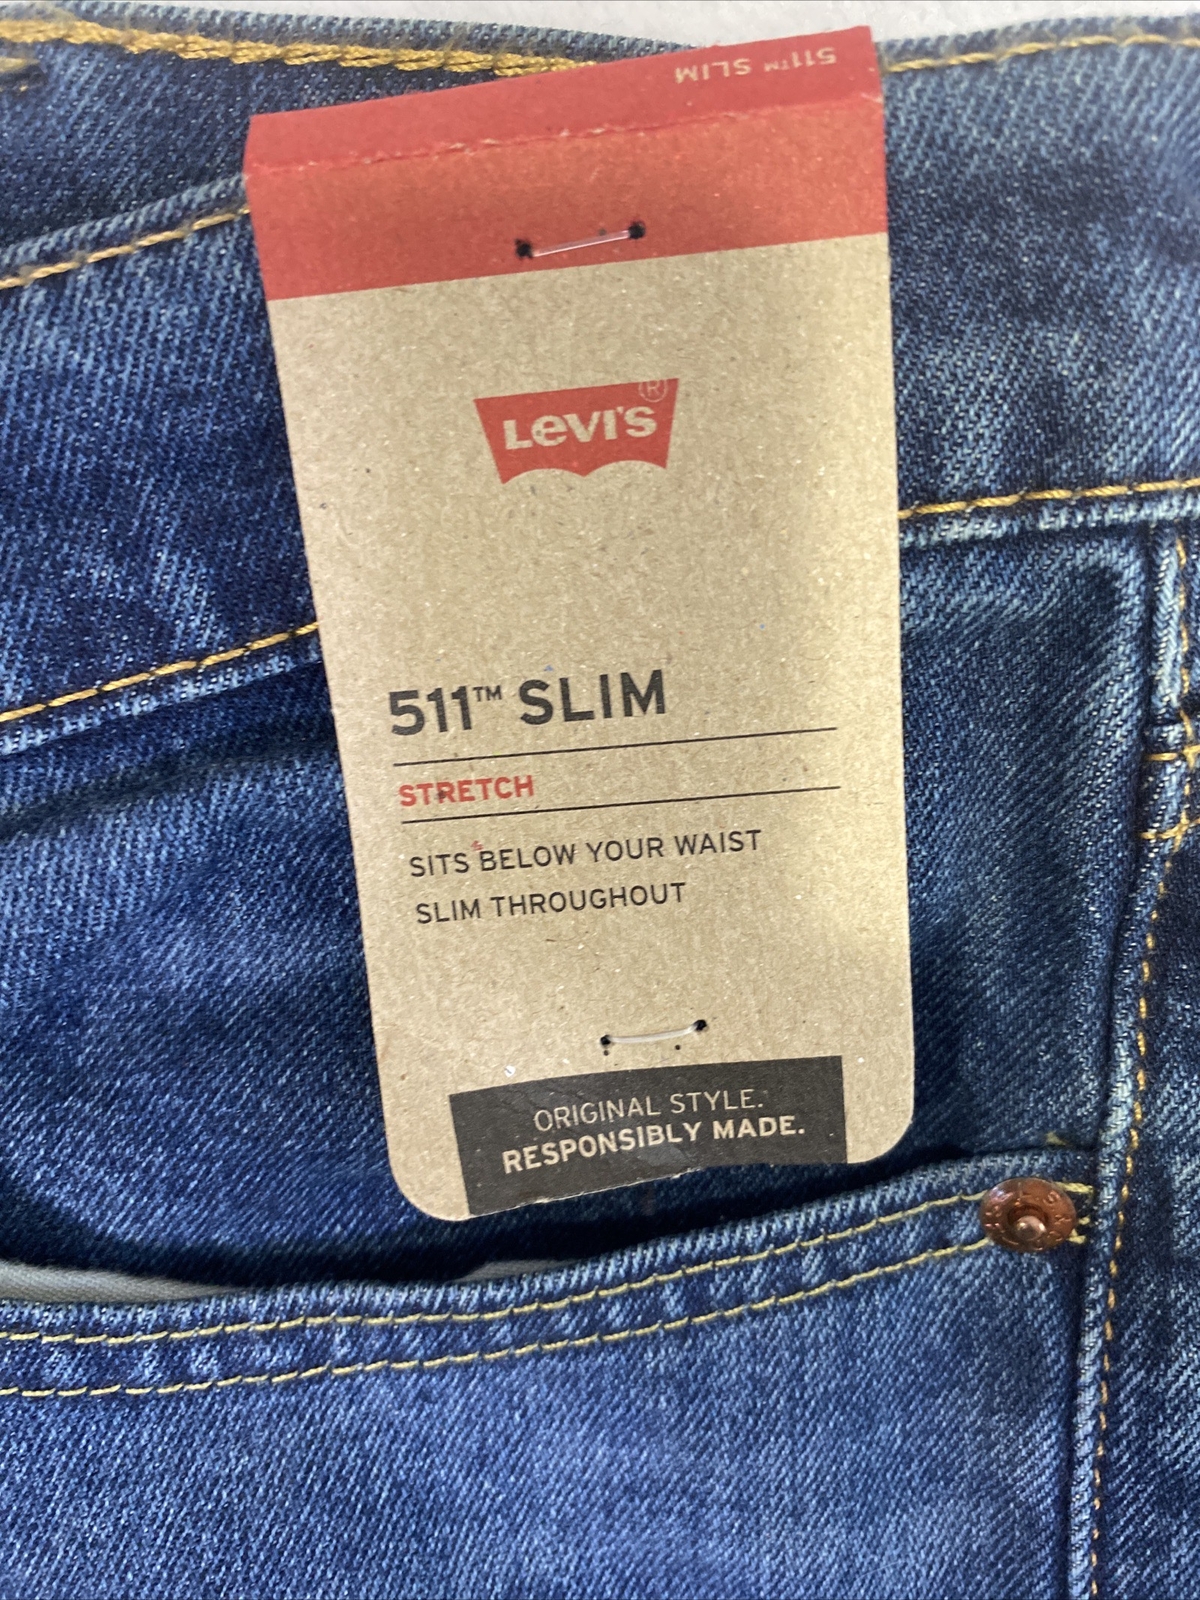 511™ SLIM
LEVI'S®
511™ SLIM
STRETCH
SITS BELOW YOUR WAIST
SLIM THROUGHOUT
ORIGINAL STYLE.
RESPONSIBLY MADE.